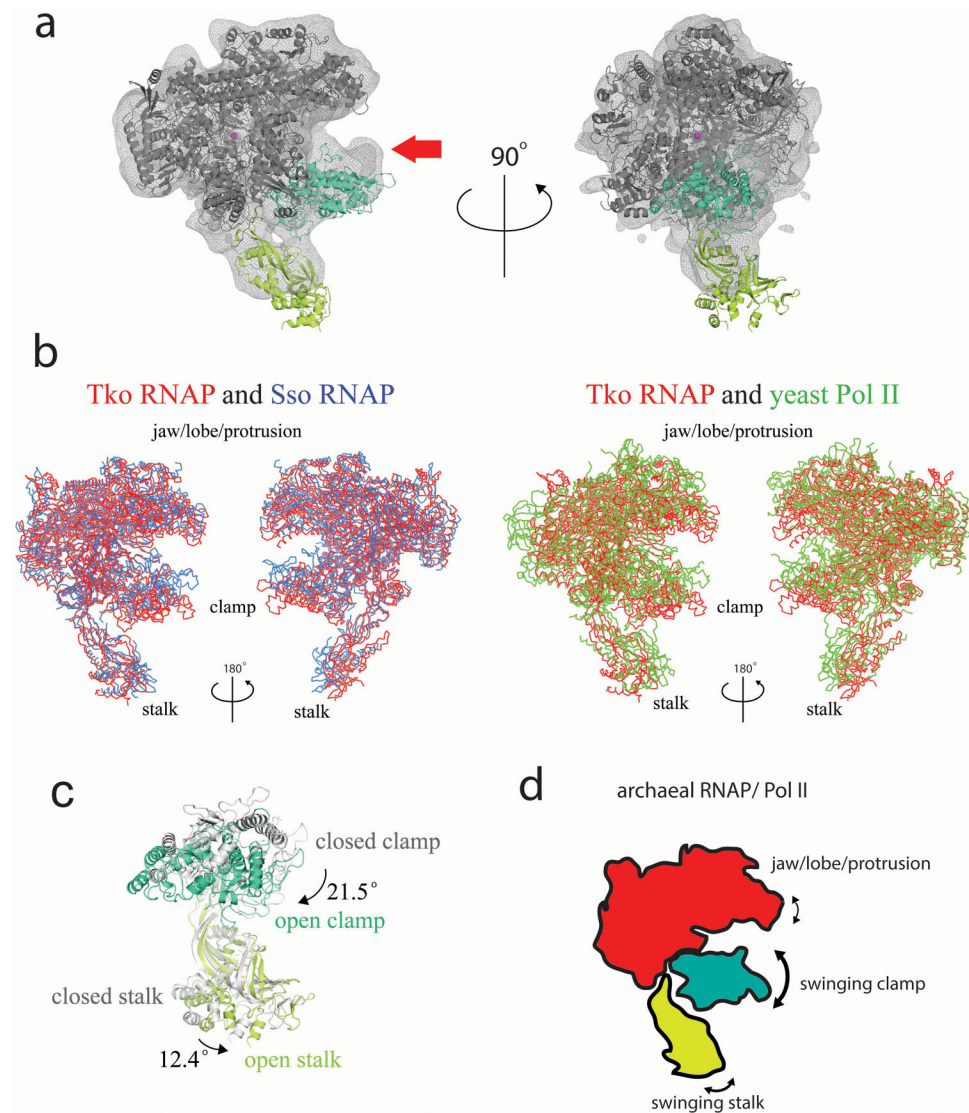 a
90°
b
Tko RNAP and Sso RNAP
jaw/lobe/protrusion
clamp
180°
stalk
stalk
Tko RNAP and yeast Pol II
jaw/lobe/protrusion
clamp
180°
stalk
stalk
c
closed clamp
21.5°
open clamp
closed stalk
12.4°
open stalk
d
archaeal RNAP/ Pol II
jaw/lobe/protrusion
swinging clamp
swinging stalk